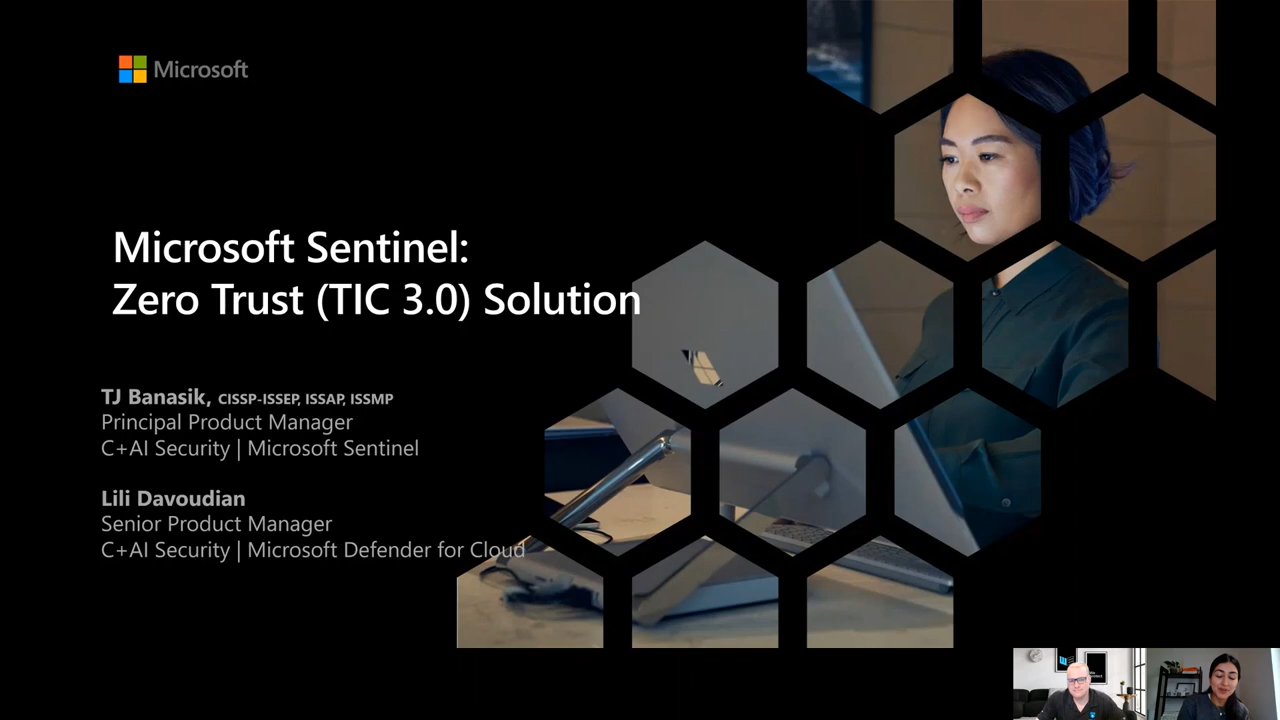 Microsoft
Microsoft Sentinel:
Zero Trust (TIC 3.0) Solution
TJ Banasik, CISSP-ISSEP, ISSAP, ISSMP
Principal Product Manager
C+AI Security | Microsoft Sentinel
Lili Davoudian
Senior Product Manager
C+AI Security | Microsoft Defender for Cloud